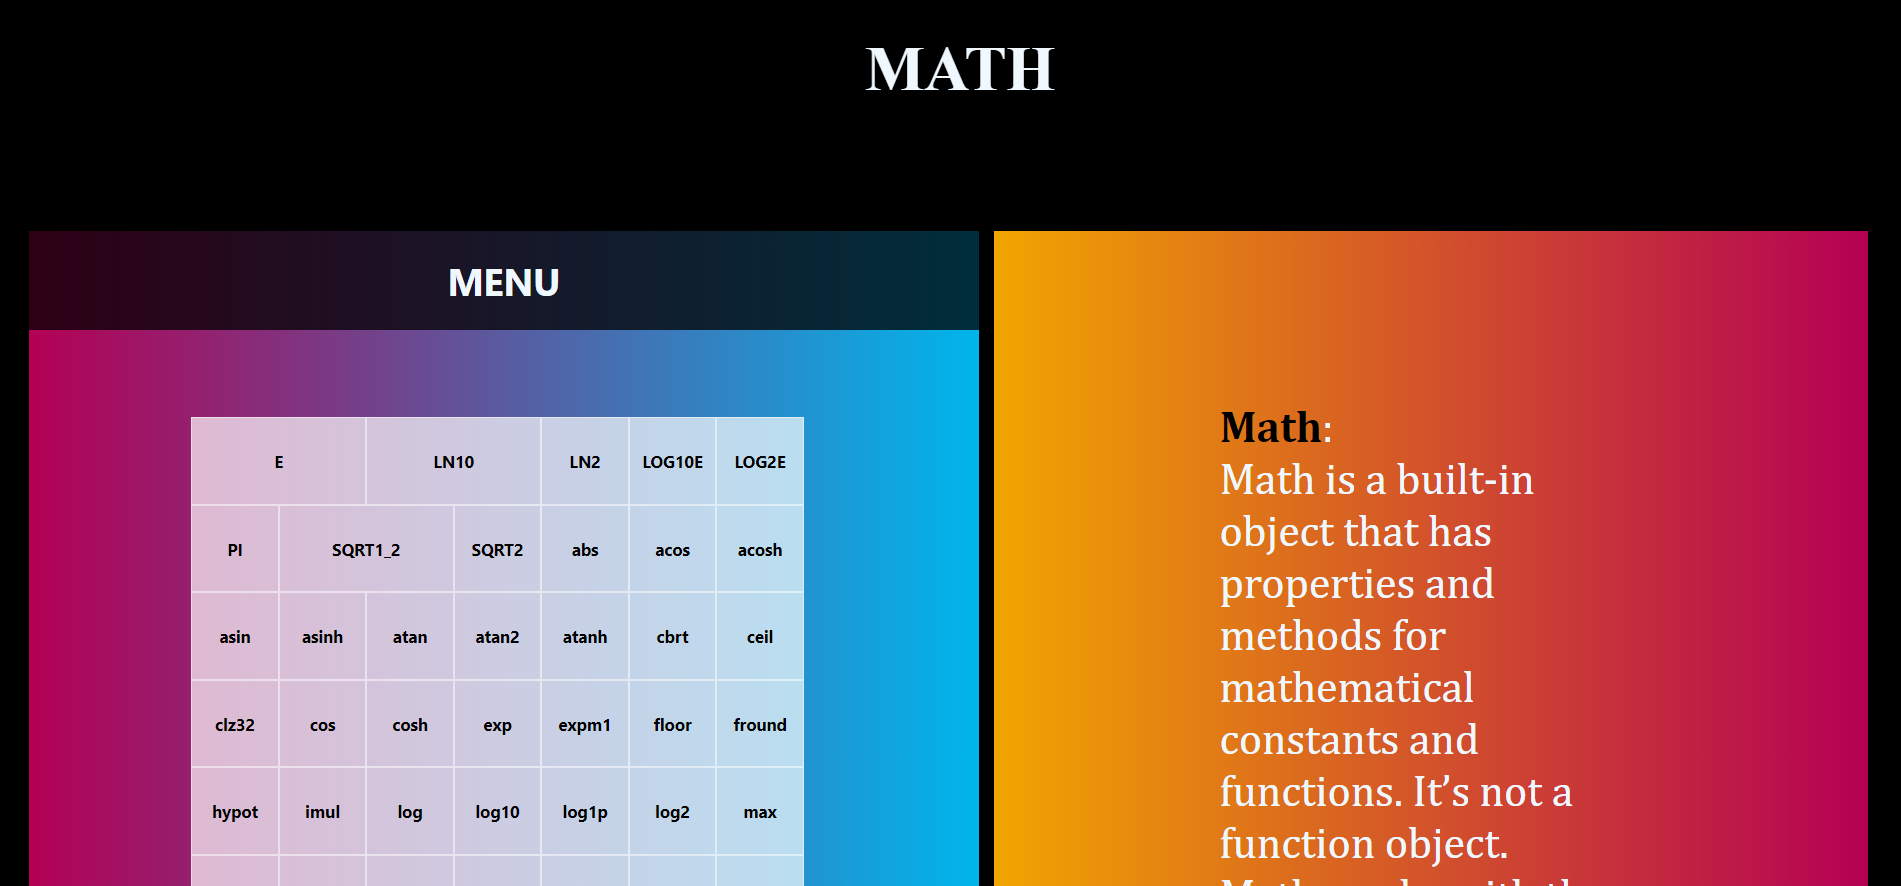 MATH
MENU
E LN10 LN2 LOG10E LOG2E
PI SQRT1_2 SQRT2 abs acos acosh
asin asinh atan atan2 atanh cbrt ceil
clz32 cos cosh exp expm1 floor fround
hypot imul log log10 log1p log2 max
Math:
Math is a built-in
object that has
properties and
methods for
mathematical
constants and
functions. It’s not a
function object.